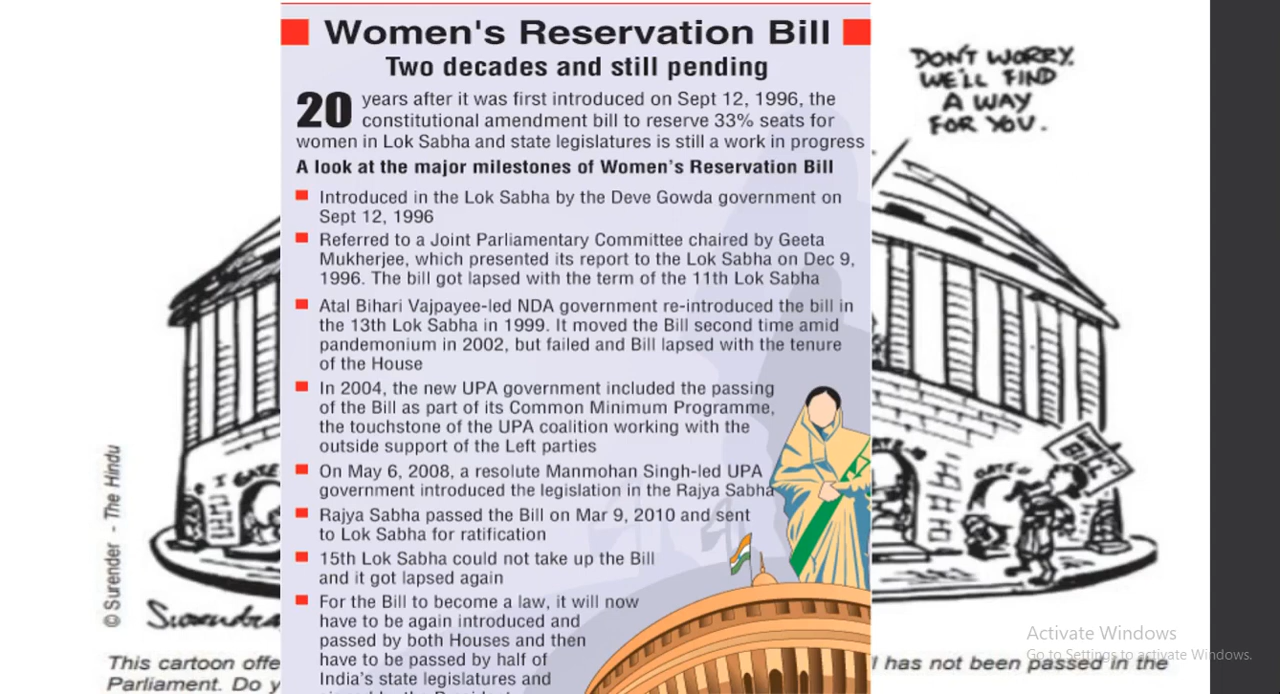 Women's Reservation Bill
Two decades and still pending
20 years after it was first introduced on Sept 12, 1996, the
constitutional amendment bill to reserve 33% seats for
women in Lok Sabha and state legislatures is still a work in progress
A look at the major milestones of Women's Reservation Bill
Introduced in the Lok Sabha by the Deve Gowda government on
Sept 12, 1996
Referred to a Joint Parliamentary Committee chaired by Geeta
Mukherjee, which presented its report to the Lok Sabha on Dec 9,
1996. The bill got lapsed with the term of the 11th Lok Sabha
Atal Bihari Vajpayee-led NDA government re-introduced the bill in
the 13th Lok Sabha in 1999. It moved the Bill second time amid
pandemonium in 2002, but failed and Bill lapsed with the tenure
of the House
In 2004, the new UPA government included the passing
of the Bill as part of its Common Minimum Programme,
the touchstone of the UPA coalition working with the
outside support of the Left parties
On May 6, 2008, a resolute Manmohan Singh-led UPA
government introduced the legislation in the Rajya Sabha
Rajya Sabha passed the Bill on Mar 9, 2010 and sent
to Lok Sabha for ratification
15th Lok Sabha could not take up the Bill
and it got lapsed again
For the Bill to become a law, it will now
have to be again introduced and
passed by both Houses and then
have to be passed by half of
India's state legislatures and
DON'T WORRY.
WE'LL FIND
A WAY
FOR YOU.
GATE
BILL
© Surender - The Hindu
This cartoon offe
Parliament. Do y
has not been passed in the
Activate Windows
Go to Settings to activate Windows.